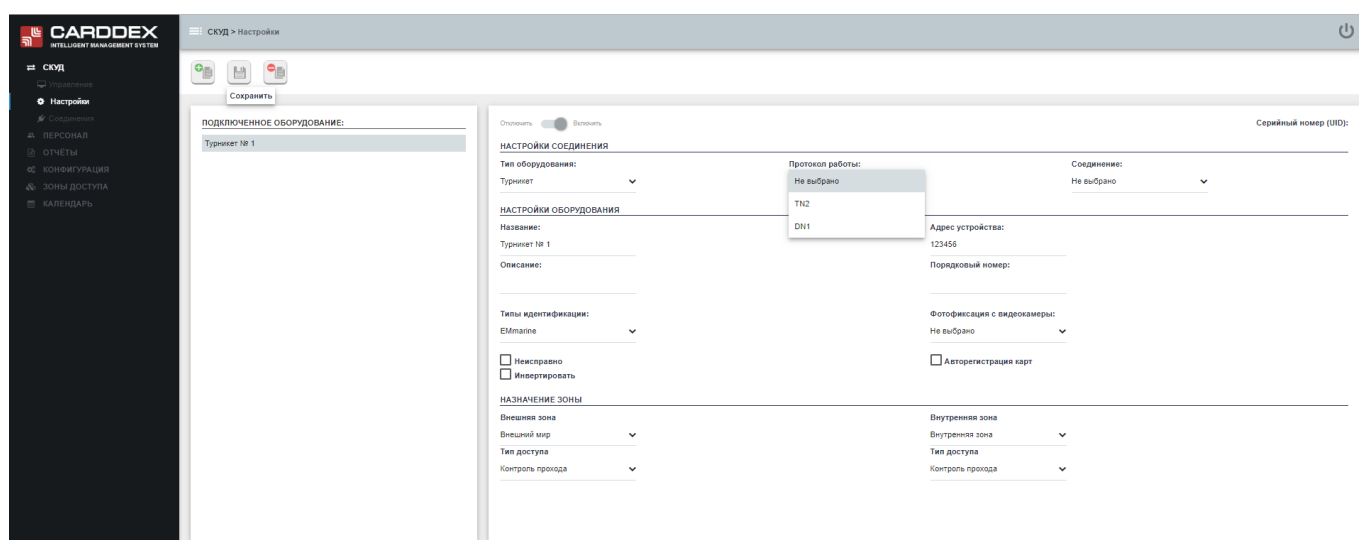 CARDDEX
INTELLIGENT MANAGEMENT SYSTEM
СКУД > Настройки
СКУД
Управление
Настройки
Соединения
ПЕРСОНАЛ
ОТЧЁТЫ
КОНФИГУРАЦИЯ
ЗОНЫ ДОСТУПА
КАЛЕНДАРЬ
Сохранить
ПОДКЛЮЧЕННОЕ ОБОРУДОВАНИЕ:
Турникет № 1
Отключить Включить Серийный номер (UID):
НАСТРОЙКИ СОЕДИНЕНИЯ
Тип оборудования: Протокол работы: Соединение:
Турникет Не выбрано Не выбрано
TN2
DN1
НАСТРОЙКИ ОБОРУДОВАНИЯ
Название: Адрес устройства:
Турникет № 1 123456
Описание: Порядковый номер:
Типы идентификации: Фотофиксация с видеокамеры:
EMmarine Не выбрано
Неисправно Авторегистрация карт
Инвертировать
НАЗНАЧЕНИЕ ЗОНЫ
Внешняя зона Внутренняя зона
Внешний мир Внутренняя зона
Тип доступа Тип доступа
Контроль прохода Контроль прохода